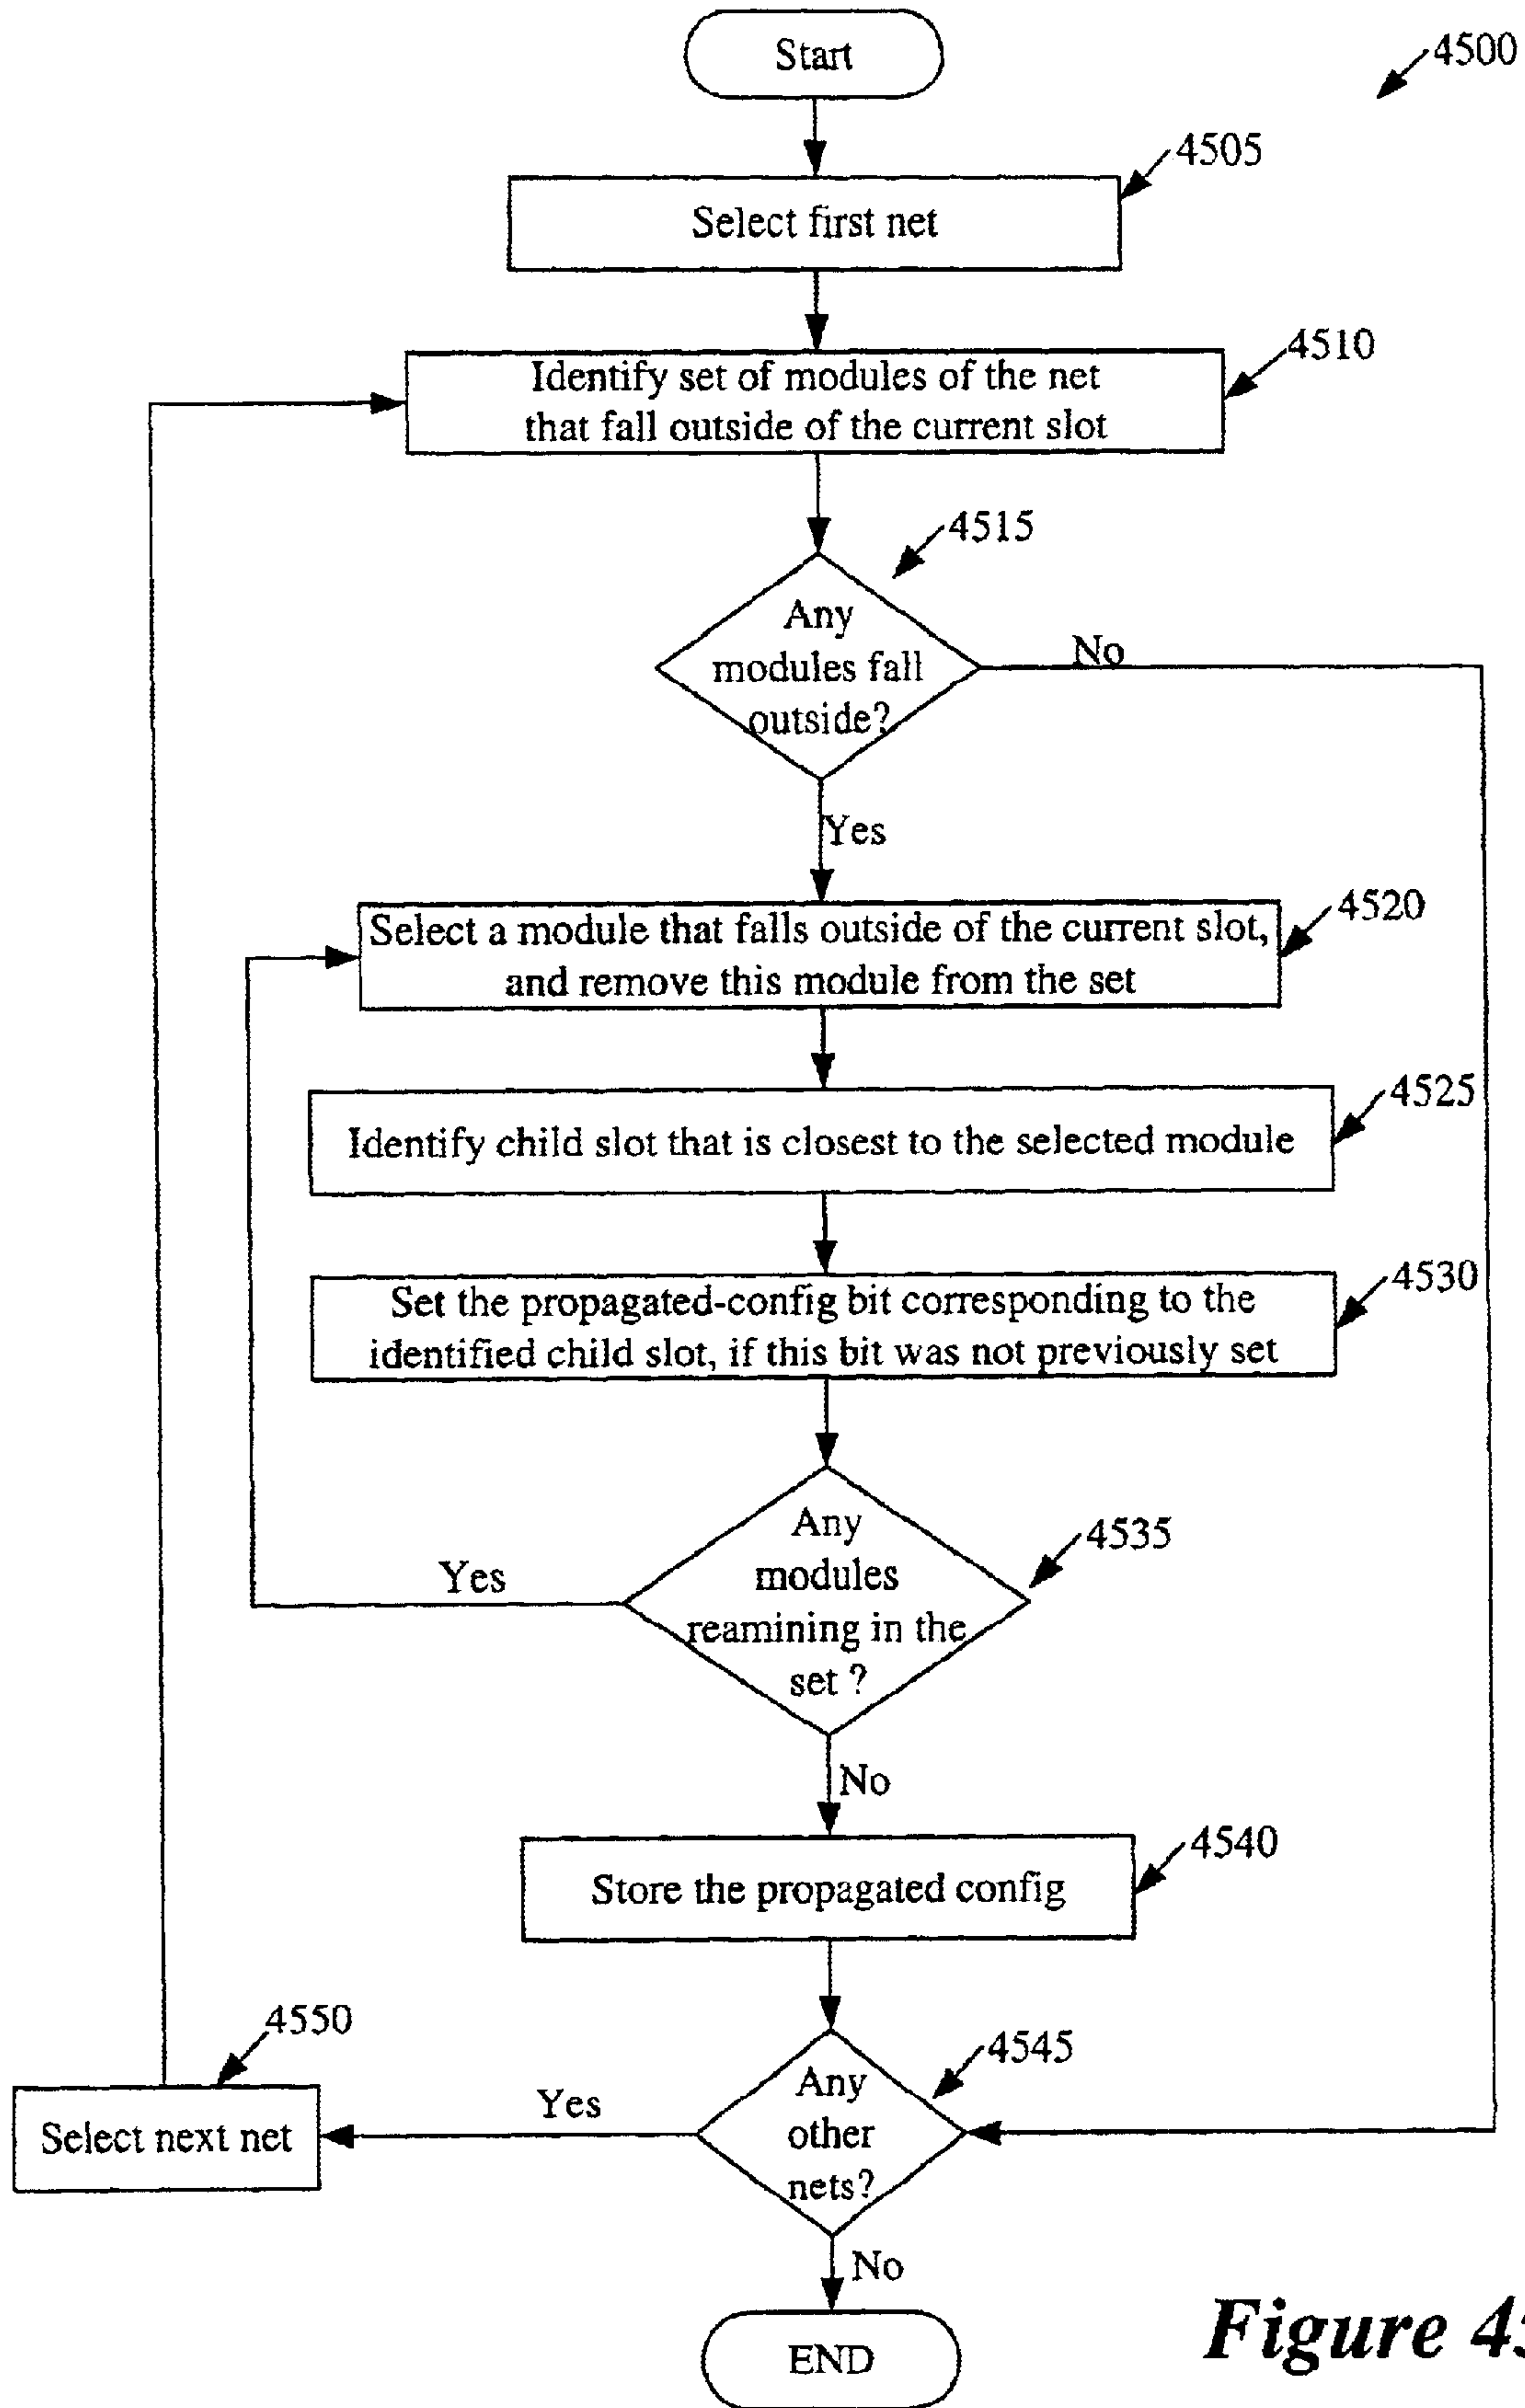 Start
4500
4505
Select first net
4510
Identify set of modules of the net
that fall outside of the current slot
4515
Any
modules fall
outside?
No
Yes
4520
Select a module that falls outside of the current slot,
and remove this module from the set
4525
Identify child slot that is closest to the selected module
4530
Set the propagated-config bit corresponding to the
identified child slot, if this bit was not previously set
4535
Any
modules
reamining in the
set ?
Yes
No
4540
Store the propagated config
4550
4545
Select next net
Yes
Any
other
nets?
No
END
Figure